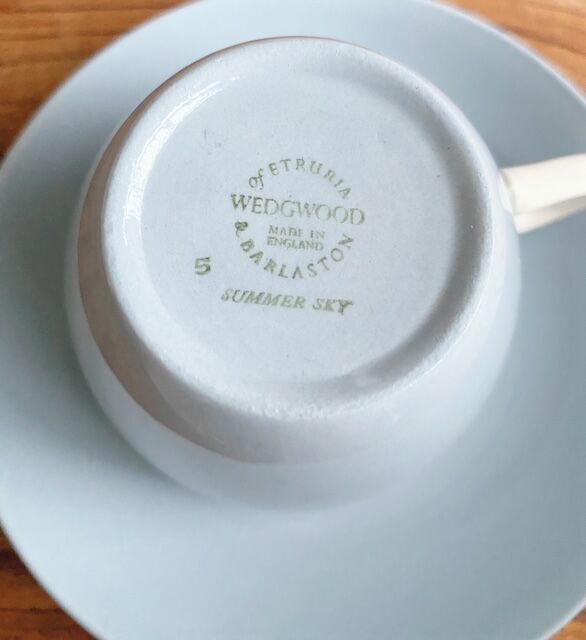 of ETRURIA
WEDGWOOD
MADE IN
ENGLAND
& BARLASTON
5
SUMMER SKY